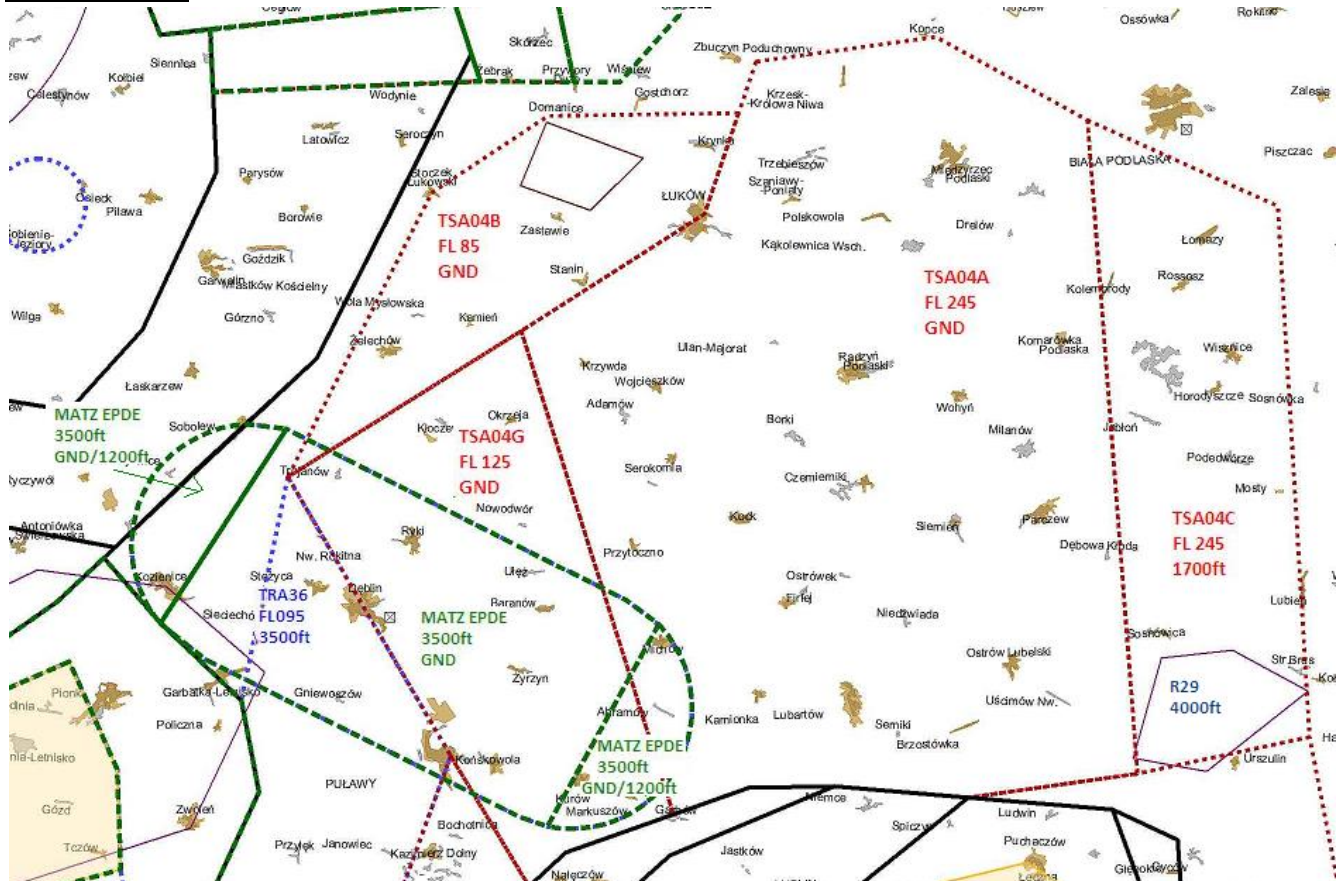 Skórzec
Ossówka
Siennica
Kołbiel
Celestynów
Żebrak
Wiśniew
Zbuczyn Poduchowny
Kopce
Wodynie
Domanice
Gostchorz
Krzesk-
-Królowa Niwa
Zalesie
Latowicz
Seroczyn
Krynka
Trzebieszów
BIAŁA PODLASKA
Piszczac
Parysów
Stoczek
Łukowski
Szaniawy-
-Poniaty
Międzyrzec
Podlaski
Osieck
Pilawa
Borowie
ŁUKÓW
Polskowola
TSA04B
FL 85
GND
Zastawie
Drelów
Łomazy
Sobienie-
-Jeziory
Goździk
Kąkolewnica Wsch.
Garwolin
Miastków Kościelny
Stanin
TSA04A
FL 245
GND
Rossosz
Kolembrody
Wilga
Górzno
Wola Mysłowska
Kamień
Żelechów
Ulan-Majorat
Komarówka
Podlaska
Wisznice
Krzywda
Radzyń
Podlaski
Łaskarzew
Wojcieszków
Horodyszcze
Sosnówka
MATZ EPDE
3500ft
GND/1200ft
Adamów
Wohyń
Sobolew
Okrzeja
Kłoczew
Borki
Milanów
Jabłoń
TSA04G
FL 125
GND
Trojanów
Serokomla
Podedwórze
Czemierniki
Mosty
Nowodwór
Antoniówka
Kock
Siemień
Parczew
TSA04C
FL 245
1700ft
Ryki
Dębowa Kłoda
Nw. Rokitna
Przytoczno
Kozienice
Stężyca
Ułęż
Ostrówek
TRA36
FL095
3500ft
Dęblin
Baranów
Firlej
Niedźwiada
Lubień
Sieciechó
MATZ EPDE
3500ft
GND
Sosnowica
Michów
Ostrów Lubelski
Żyrzyn
R29
4000ft
Garbatka-Letnisko
Gniewoszów
Uścimów Nw.
Policzna
Abramów
Kamionka
Lubartów
Serniki
Brzostówka
MATZ EPDE
3500ft
GND/1200ft
Końskowola
Urszulin
PUŁAWY
Gózd
Zwoleń
Kurów
Markuszów
Garbów
Niemce
Ludwin
Bochotnica
Spiczyn
Puchaczów
Tczów
Przyłęk
Janowiec
Kazimierz Dolny
Jastków
Nałęczów
Łęczna